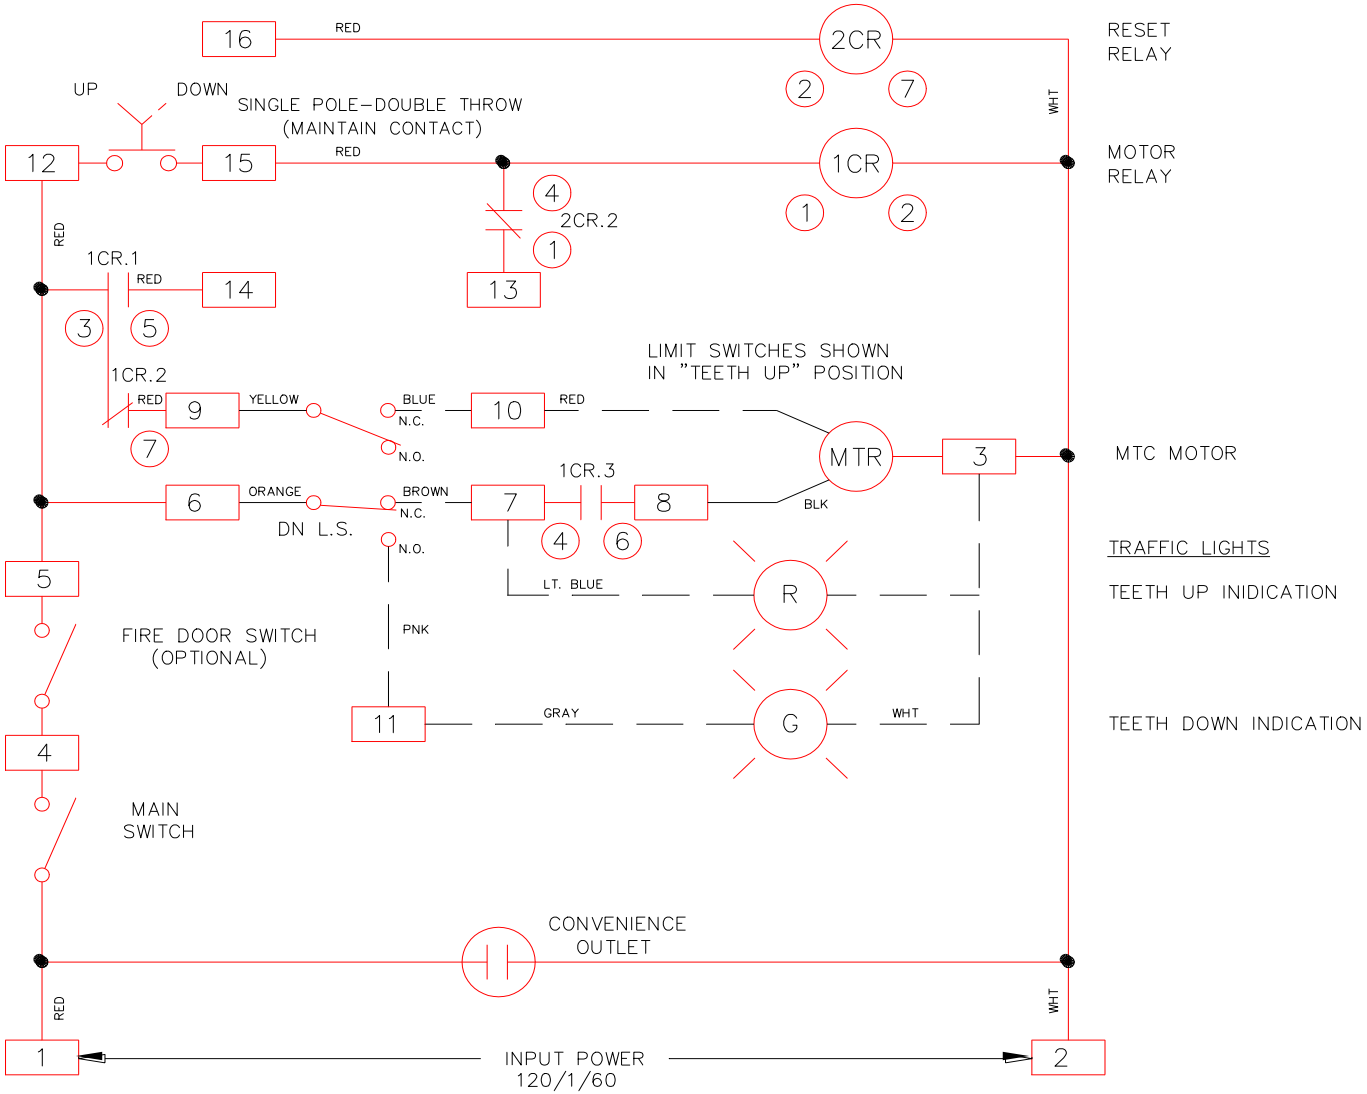 16
RED
2CR
RESET
RELAY
2
7
UP
DOWN
SINGLE POLE-DOUBLE THROW
(MAINTAIN CONTACT)
WHT
12
15
RED
1CR
MOTOR
RELAY
4
2CR.2
1
1
2
RED
1CR.1
RED
14
13
3
5
LIMIT SWITCHES SHOWN
IN "TEETH UP" POSITION
1CR.2
RED
9
YELLOW
BLUE
N.C.
10
RED
7
N.O.
MTR
3
MTC MOTOR
1CR.3
6
ORANGE
BROWN
N.C.
7
8
BLK
DN L.S.
N.O.
4
6
TRAFFIC LIGHTS
5
LT. BLUE
R
TEETH UP INIDICATION
FIRE DOOR SWITCH
(OPTIONAL)
PNK
11
GRAY
G
WHT
TEETH DOWN INDICATION
4
MAIN
SWITCH
CONVENIENCE
OUTLET
RED
WHT
1
INPUT POWER
120/1/60
2